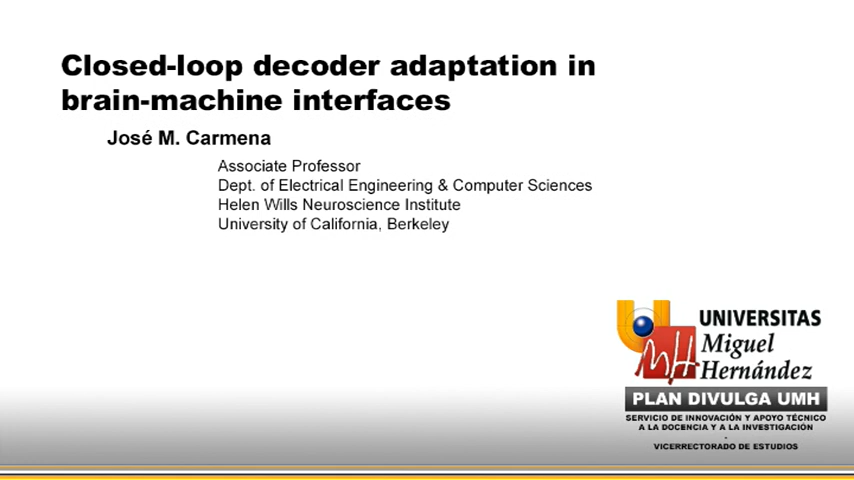 Closed-loop decoder adaptation in
brain-machine interfaces
José M. Carmena
Associate Professor
Dept. of Electrical Engineering & Computer Sciences
Helen Wills Neuroscience Institute
University of California, Berkeley
UNIVERSITAS
Miguel
Hernández
MH
PLAN DIVULGA UMH
SERVICIO DE INNOVACIÓN Y APOYO TÉCNICO
A LA DOCENCIA Y A LA INVESTIGACIÓN
-
VICERRECTORADO DE ESTUDIOS